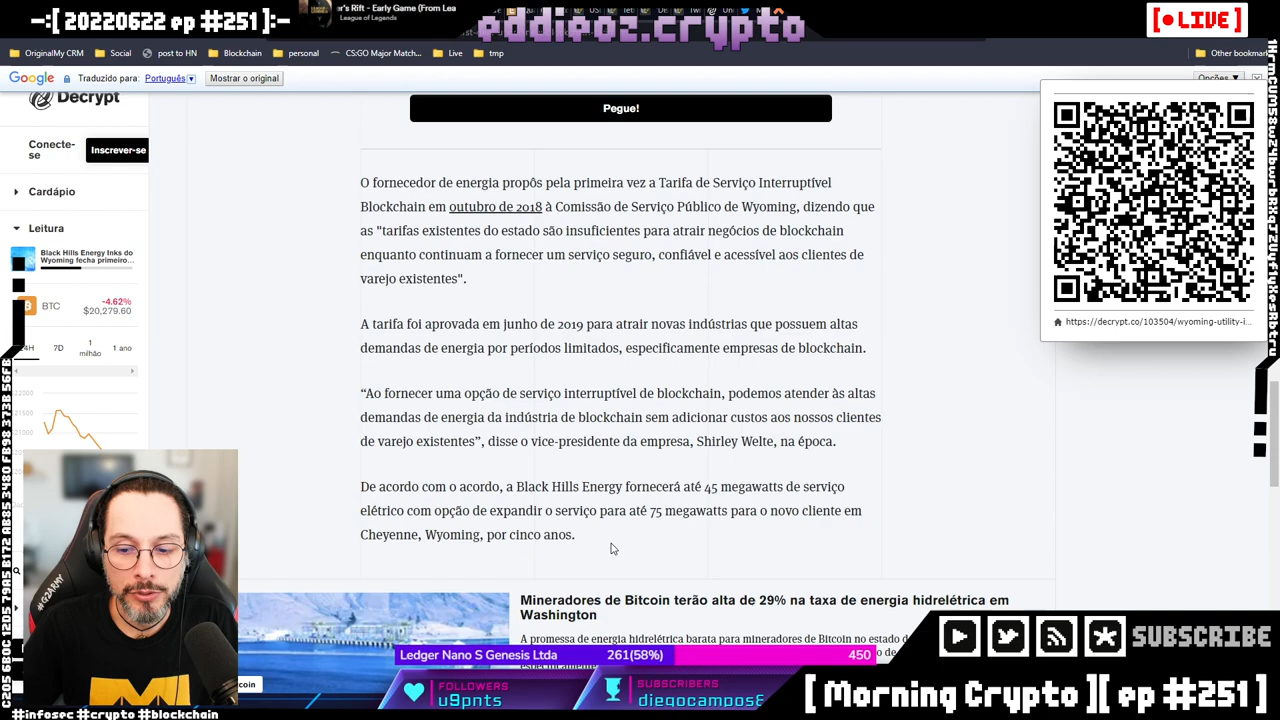 -:[ 20220622 ep #251 ]:-
r's Rift - Early Game (From Lea
League of Legends
eddieoz.crypto
[●LIVE]
OriginalMy CRM
Social
post to HN
Blockchain
personal
CS:GO Major Match...
Live
tmp
Other bookmar
Google
Traduzido para:
Português
Mostrar o original
Opções ▼
Decrypt
Pegue!
Conecte-
se
Inscrever-se
Cardápio
Leitura
Black Hills Energy Inks do
Wyoming fecha primeiro...
BTC
-4.62%
$20,279.60
24H
7D
1
milhão
1 ano
O fornecedor de energia propôs pela primeira vez a Tarifa de Serviço Interruptível
Blockchain em outubro de 2018 à Comissão de Serviço Público de Wyoming, dizendo que
as "tarifas existentes do estado são insuficientes para atrair negócios de blockchain
enquanto continuam a fornecer um serviço seguro, confiável e acessível aos clientes de
varejo existentes".
A tarifa foi aprovada em junho de 2019 para atrair novas indústrias que possuem altas
demandas de energia por períodos limitados, especificamente empresas de blockchain.
“Ao fornecer uma opção de serviço interruptível de blockchain, podemos atender às altas
demandas de energia da indústria de blockchain sem adicionar custos aos nossos clientes
de varejo existentes”, disse o vice-presidente da empresa, Shirley Welte, na época.
De acordo com o acordo, a Black Hills Energy fornecerá até 45 megawatts de serviço
elétrico com opção de expandir o serviço para até 75 megawatts para o novo cliente em
Cheyenne, Wyoming, por cinco anos.
https://decrypt.co/103504/wyoming-utility-i...
Mineradores de Bitcoin terão alta de 29% na taxa de energia hidrelétrica em
Washington
A promessa de energia hidrelétrica barata para mineradores de Bitcoin no estado d
Ledger Nano S Genesis Ltda
261(58%)
450
FOLLOWERS
u9pnts
SUBSCRIBERS
diegocampos8
SUBSCRIBE
[ Morning Crypto ][ ep #251 ]
#G2ARMY
#infosec #crypto #blockchain